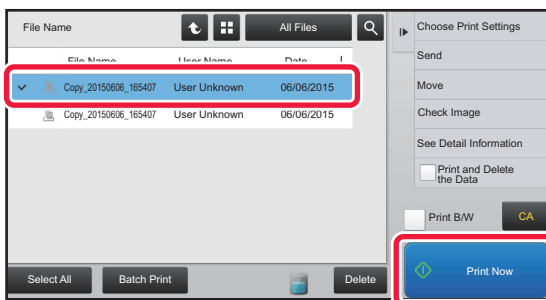 File Name
All Files
File Name User Name Date
Copy_20150606_165407 User Unknown 06/06/2015
Copy_20150606_165407 User Unknown 06/06/2015
Select All
Batch Print
Delete
Choose Print Settings
Send
Move
Check Image
See Detail Information
Print and Delete
the Data
Print B/W
CA
Print Now